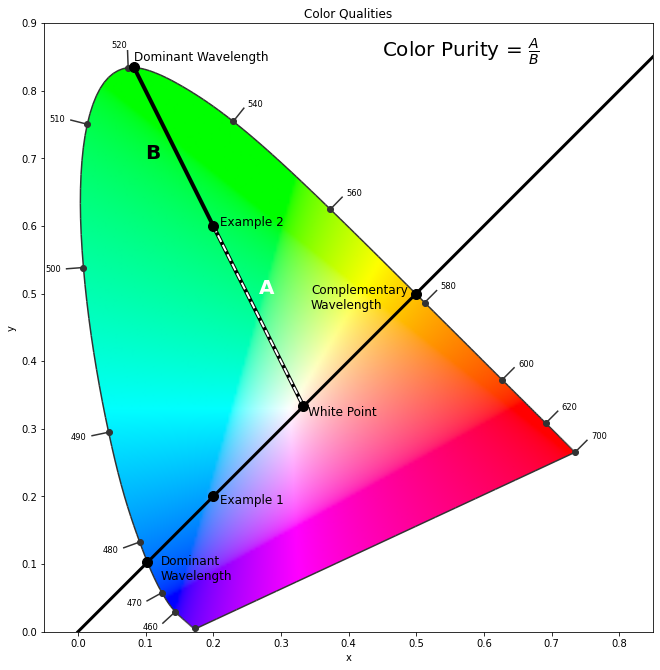 Color Qualities
0.9
0.8
0.7
0.6
0.5
0.4
0.3
0.2
0.1
0.0
y
0.0 0.1 0.2 0.3 0.4 0.5 0.6 0.7 0.8
x
Color Purity = A/B
520
Dominant Wavelength
510
540
B
560
Example 2
500
A
Complementary
Wavelength
580
600
White Point
620
490
700
Example 1
480
Dominant
Wavelength
470
460